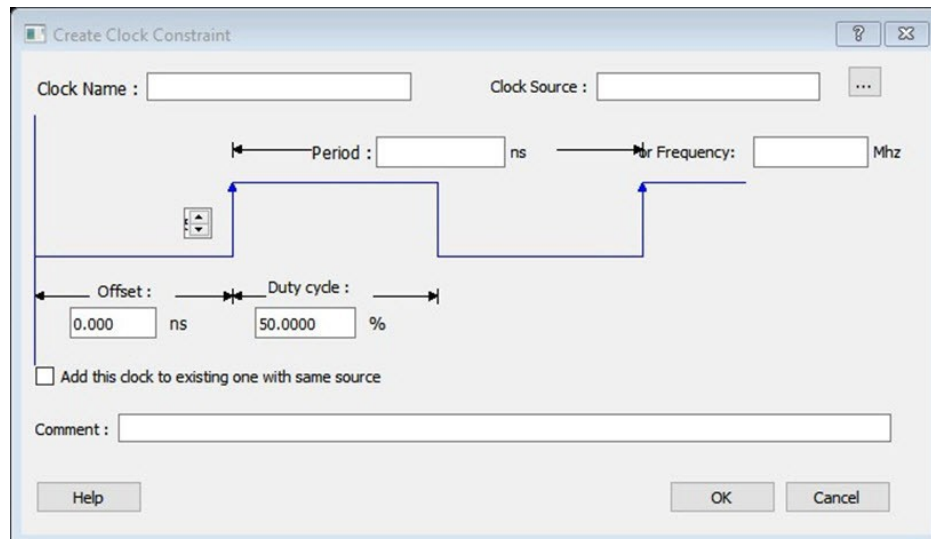 Create Clock Constraint
Clock Name : Clock Source : ...
Period : ns or Frequency: Mhz
Offset : Duty cycle :
0.000 ns 50.0000 %
Add this clock to existing one with same source
Comment :
Help OK Cancel